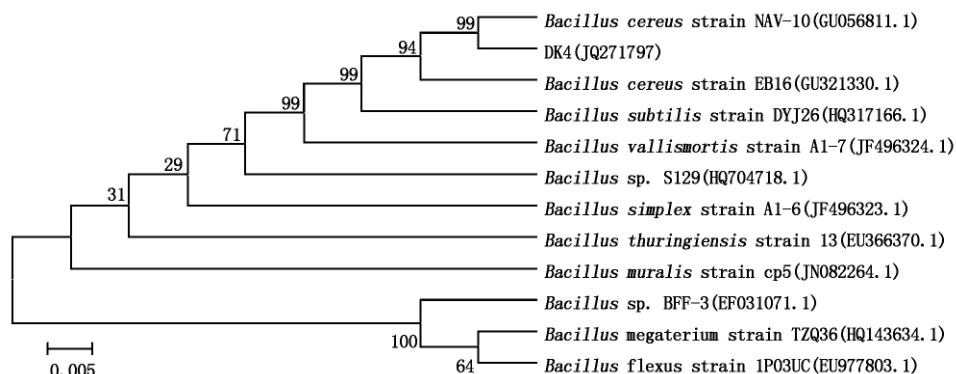 99
Bacillus cereus strain NAV-10(GU056811.1)
94
DK4(JQ271797)
99
Bacillus cereus strain EB16(GU321330.1)
99
Bacillus subtilis strain DYJ26(HQ317166.1)
71
Bacillus vallismortis strain A1-7(JF496324.1)
29
Bacillus sp. S129(HQ704718.1)
31
Bacillus simplex strain A1-6(JF496323.1)
Bacillus thuringiensis strain 13(EU366370.1)
Bacillus muralis strain cp5(JN082264.1)
Bacillus sp. BFF-3(EF031071.1)
100
Bacillus megaterium strain TZQ36(HQ143634.1)
64
Bacillus flexus strain 1P03UC(EU977803.1)
0.005